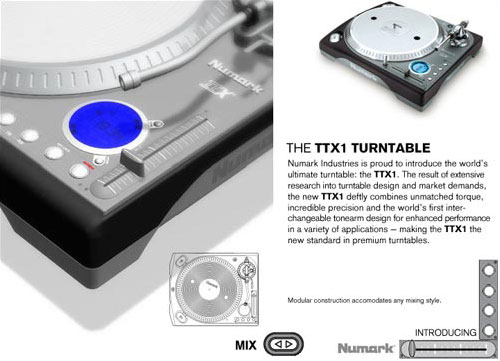 Numark
TTX
Numark
THE TTX1 TURNTABLE
Numark Industries is proud to introduce the world's
ultimate turntable: the TTX1. The result of extensive
research into turntable design and market demands,
the new TTX1 deftly combines unmatched torque,
incredible precision and the world's first inter-
changeable tonearm design for enhanced performance
in a variety of applications – making the TTX1 the
new standard in premium turntables.
Modular construction accomodates any mixing style.
MIX
INTRODUCING
Numark